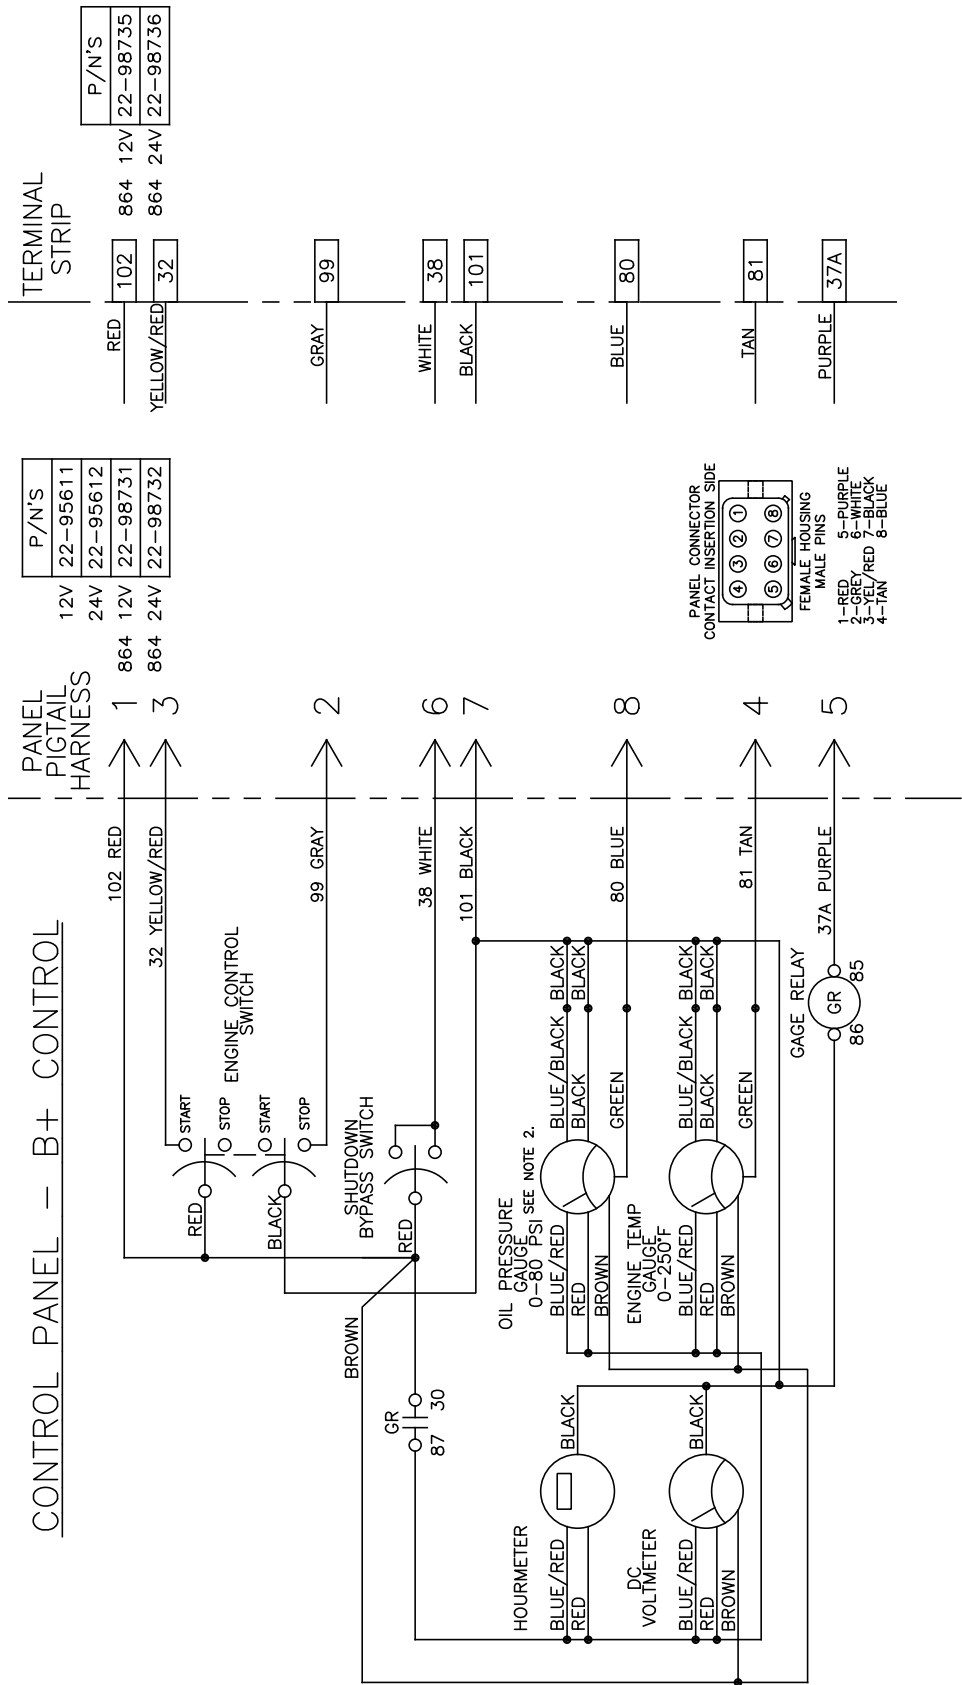 CONTROL PANEL - B+ CONTROL
PANEL
PIGTAIL
HARNESS
P/N'S
12V 22-95611
24V 22-95612
864 12V 22-98731
864 24V 22-98732
TERMINAL
STRIP
P/N'S
864 12V 22-98735
864 24V 22-98736
102 RED
1
RED
102
32 YELLOW/RED
3
YELLOW/RED
32
START
STOP
START
STOP
ENGINE CONTROL
SWITCH
RED
BLACK
99 GRAY
2
GRAY
99
SHUTDOWN
BYPASS SWITCH
RED
38 WHITE
6
WHITE
38
101 BLACK
7
BLACK
101
BROWN
GR
87
30
OIL PRESSURE
GAUGE
0-80 PSI SEE NOTE 2.
BLUE/RED
RED
BROWN
BLUE/BLACK
BLACK
BLACK
BLACK
GREEN
80 BLUE
8
BLUE
80
ENGINE TEMP
GAUGE
0-250°F
BLUE/RED
RED
BROWN
BLUE/BLACK
BLACK
BLACK
BLACK
GREEN
81 TAN
4
TAN
81
HOURMETER
BLUE/RED
RED
BLACK
DC
VOLTMETER
BLUE/RED
RED
BROWN
BLACK
GAGE RELAY
GR
86
85
37A PURPLE
5
PURPLE
37A
PANEL CONNECTOR
CONTACT INSERTION SIDE
4 3 2 1
5 6 7 8
FEMALE HOUSING
MALE PINS
1-RED 5-PURPLE
2-GREY 6-WHITE
3-YEL/RED 7-BLACK
4-TAN 8-BLUE